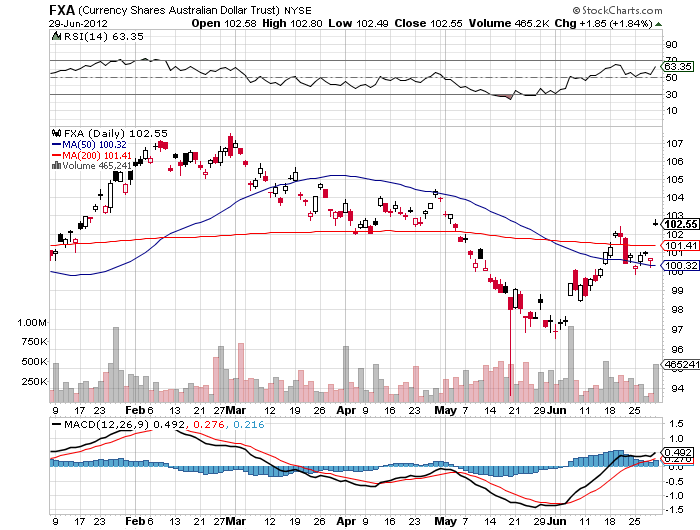 FXA (Currency Shares Australian Dollar Trust) NYSE © StockCharts.com
29-Jun-2012 Open 102.58 High 102.80 Low 102.49 Close 102.55 Volume 465.2K Chg +1.85 (+1.84%)
RSI(14) 63.35
90
70
63.35
50
30
10
FXA (Daily) 102.55
MA(50) 100.32
MA(200) 101.41
Volume 465,241
107
106
105
104
103
102.55
102
101.41
100.32
100
99
98
97
96
95
94
1.00M
750K
500K
250K
465241
9 17 23 Feb 6 13 21 27 Mar 12 19 26 Apr 9 16 23 May 7 14 21 29 Jun 11 18 25
MACD(12,26,9) 0.492, 0.276, 0.216
1.5
1.0
0.492
0.276
0.0
-0.5
-1.0
-1.5
9 17 23 Feb 6 13 21 27 Mar 12 19 26 Apr 9 16 23 May 7 14 21 29 Jun 11 18 25